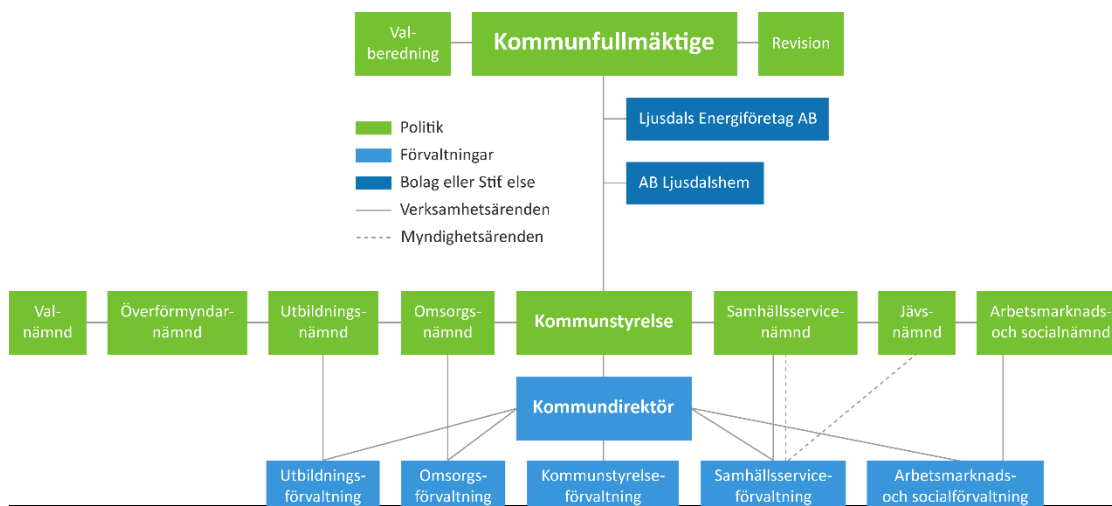 Val-
beredning
Kommunfullmäktige
Revision
Ljusdals Energiföretag AB
AB Ljusdalshem
Politik
Förvaltningar
Bolag eller Stif else
Verksamhetsärenden
Myndighetsärenden
Val-
nämnd
Överförmyndar-
nämnd
Utbildnings-
nämnd
Omsorgs-
nämnd
Kommunstyrelse
Samhällsservice-
nämnd
Jävs-
nämnd
Arbetsmarknads-
och socialnämnd
Kommundirektör
Utbildnings-
förvaltning
Omsorgs-
förvaltning
Kommunstyrelse-
förvaltning
Samhällsservice-
förvaltning
Arbetsmarknads-
och socialförvaltning